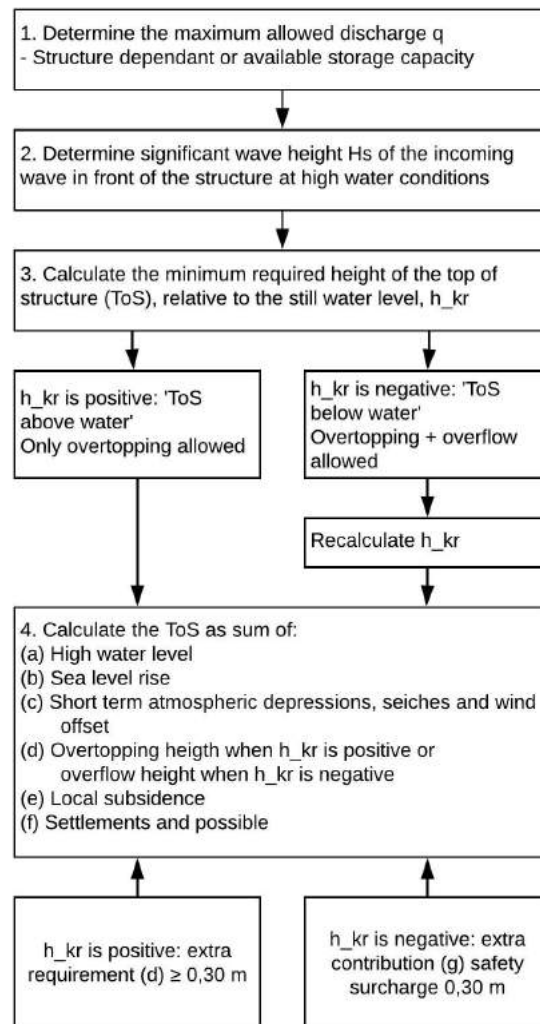 1. Determine the maximum allowed discharge q
- Structure dependant or available storage capacity
2. Determine significant wave height Hs of the incoming
wave in front of the structure at high water conditions
3. Calculate the minimum required height of the top of
structure (ToS), relative to the still water level, h_kr
h_kr is positive: 'ToS
above water'
Only overtopping allowed
h_kr is negative: 'ToS
below water'
Overtopping + overflow
allowed
Recalculate h_kr
4. Calculate the ToS as sum of:
(a) High water level
(b) Sea level rise
(c) Short term atmospheric depressions, seiches and wind
offset
(d) Overtopping heigth when h_kr is positive or
overflow height when h_kr is negative
(e) Local subsidence
(f) Settlements and possible
h_kr is positive: extra
requirement (d) ≥ 0,30 m
h_kr is negative: extra
contribution (g) safety
surcharge 0,30 m